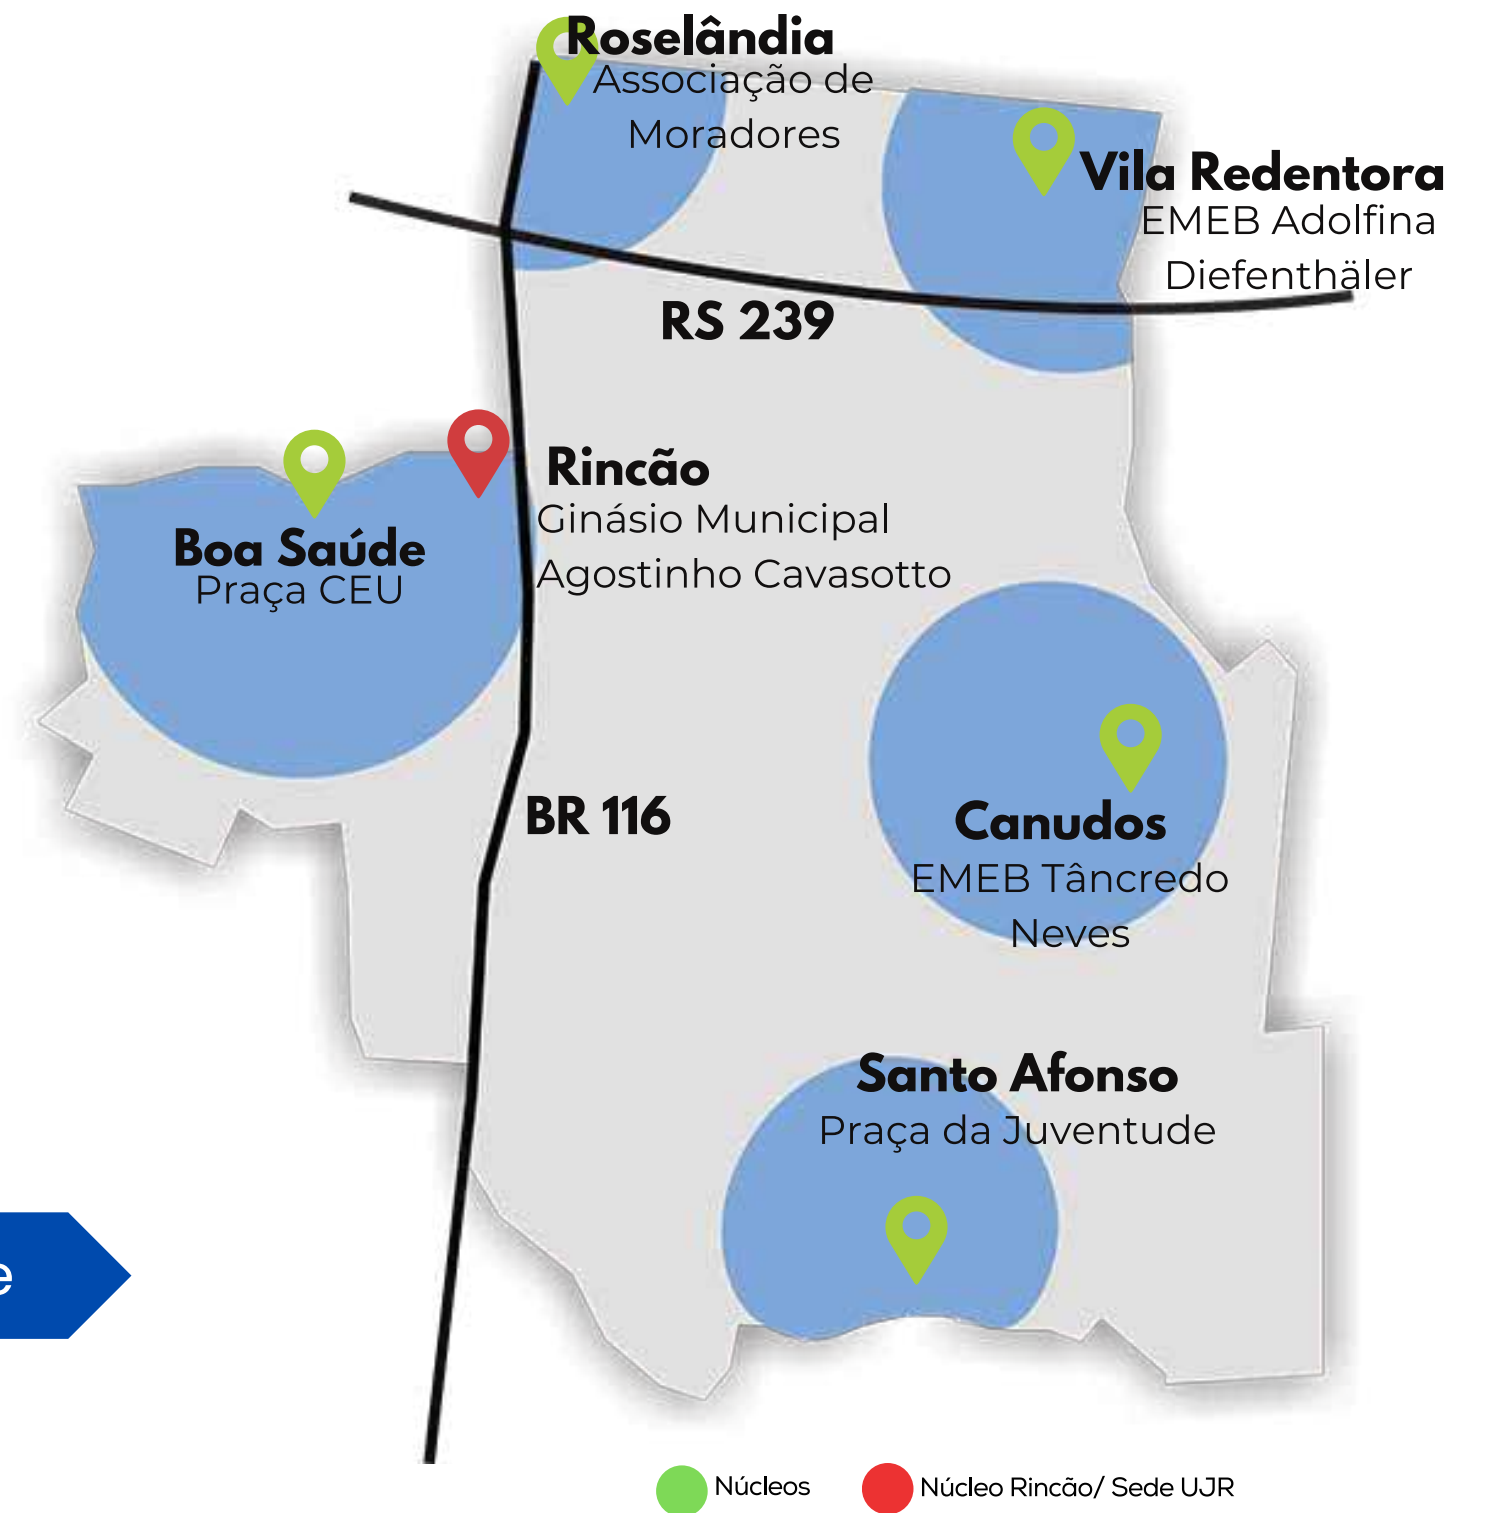 Roselândia
Associação de
Moradores
Vila Redentora
EMEB Adolfina
Diefenthäler
RS 239
Rincão
Ginásio Municipal
Agostinho Cavasotto
Boa Saúde
Praça CEU
BR 116
Canudos
EMEB Tâncredo
Neves
Santo Afonso
Praça da Juventude
e
Núcleos
Núcleo Rincão/ Sede UJR